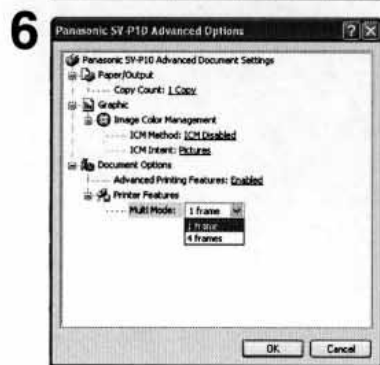 6
Panasonic SV-P10 Advanced Options
Panasonic SV-P10 Advanced Document Settings
Paper/Output
Copy Count: 1 Copy
Graphic
Image Color Management
ICM Method: ICM Disabled
ICM Intent: Pictures
Document Options
Advanced Printing Features: Enabled
Printer Features
Multi Mode: 1 frame
1 frame
4 frames
OK Cancel